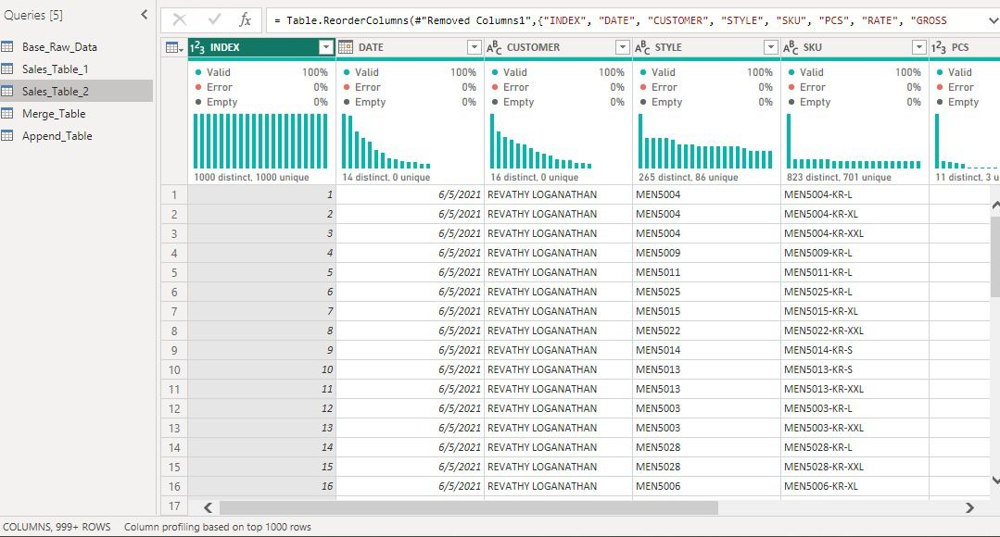 Queries [5]
Base_Raw_Data
Sales_Table_1
Sales_Table_2
Merge_Table
Append_Table
fx = Table.ReorderColumns(#"Removed Columns1",{"INDEX", "DATE", "CUSTOMER", "STYLE", "SKU", "PCS", "RATE", "GROSS
1²3 INDEX ABC DATE ABC CUSTOMER ABC STYLE ABC SKU 1²3 PCS
Valid 100% Valid 100% Valid 100% Valid 100% Valid 100% Valid
Error 0% Error 0% Error 0% Error 0% Error 0% Error
Empty 0% Empty 0% Empty 0% Empty 0% Empty 0% Empty
1000 distinct, 1000 unique 14 distinct, 0 unique 16 distinct, 0 unique 265 distinct, 86 unique 823 distinct, 701 unique 11 distinct, 3 u
1 1 6/5/2021 REVATHY LOGANATHAN MEN5004 MEN5004-KR-L
2 2 6/5/2021 REVATHY LOGANATHAN MEN5004 MEN5004-KR-XL
3 3 6/5/2021 REVATHY LOGANATHAN MEN5004 MEN5004-KR-XXL
4 4 6/5/2021 REVATHY LOGANATHAN MEN5009 MEN5009-KR-L
5 5 6/5/2021 REVATHY LOGANATHAN MEN5011 MEN5011-KR-L
6 6 6/5/2021 REVATHY LOGANATHAN MEN5025 MEN5025-KR-L
7 7 6/5/2021 REVATHY LOGANATHAN MEN5015 MEN5015-KR-XL
8 8 6/5/2021 REVATHY LOGANATHAN MEN5022 MEN5022-KR-XXL
9 9 6/5/2021 REVATHY LOGANATHAN MEN5014 MEN5014-KR-S
10 10 6/5/2021 REVATHY LOGANATHAN MEN5013 MEN5013-KR-S
11 11 6/5/2021 REVATHY LOGANATHAN MEN5013 MEN5013-KR-XXL
12 12 6/5/2021 REVATHY LOGANATHAN MEN5003 MEN5003-KR-L
13 13 6/5/2021 REVATHY LOGANATHAN MEN5003 MEN5003-KR-XXL
14 14 6/5/2021 REVATHY LOGANATHAN MEN5028 MEN5028-KR-L
15 15 6/5/2021 REVATHY LOGANATHAN MEN5028 MEN5028-KR-XXL
16 16 6/5/2021 REVATHY LOGANATHAN MEN5006 MEN5006-KR-XL
17
COLUMNS, 999+ ROWS Column profiling based on top 1000 rows